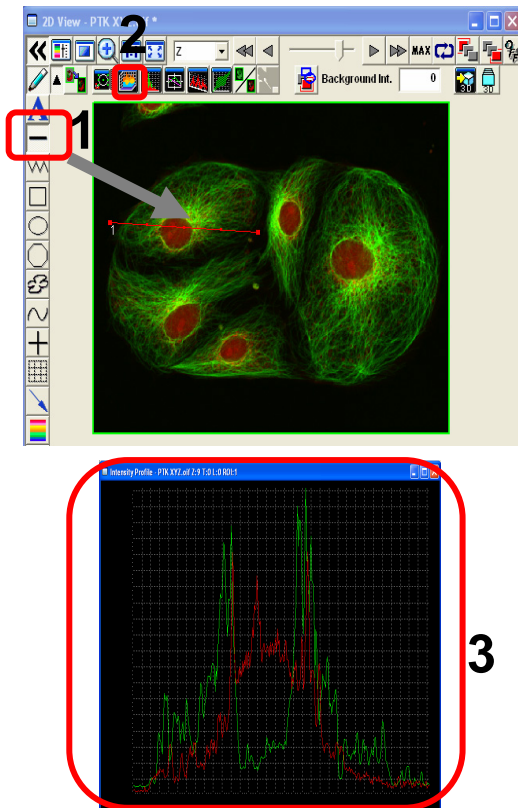 2D View - PTK XYZ.oif *
2
Z
MAX
Background Int. 0
3D 3D
A
1
1
Intensity Profile - PTK XYZ.oif Z:9 T:0 L:0 ROI:1
3